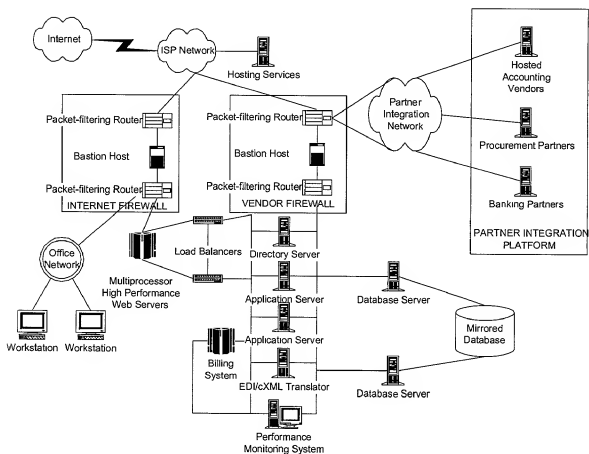 Internet
ISP Network
Hosting Services
Hosted
Accounting
Vendors
Partner
Integration
Network
Procurement Partners
Banking Partners
PARTNER INTEGRATION
PLATFORM
Packet-filtering Router
Bastion Host
Packet-filtering Router
INTERNET FIREWALL
Packet-filtering Router
Bastion Host
Packet-filtering Router
VENDOR FIREWALL
Office
Network
Workstation
Workstation
Multiprocessor
High Performance
Web Servers
Load Balancers
Directory Server
Application Server
Database Server
Application Server
Mirrored
Database
Billing
System
EDI/cXML Translator
Database Server
Performance
Monitoring System